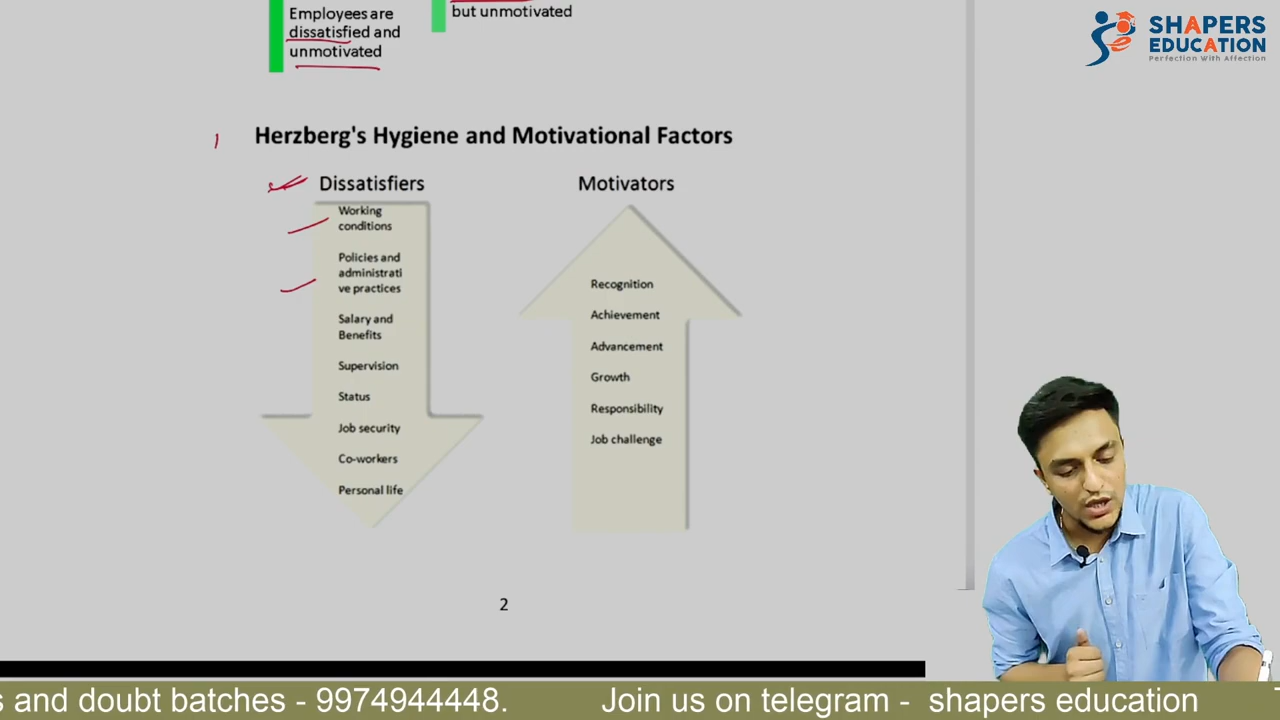 Employees are
dissatisfied and
unmotivated
but unmotivated
SHAPERS
EDUCATION
Perfection With Affection
Herzberg's Hygiene and Motivational Factors
Dissatisfiers
Working
conditions
Policies and
administrati
ve practices
Salary and
Benefits
Supervision
Status
Job security
Co-workers
Personal life
Motivators
Recognition
Achievement
Advancement
Growth
Responsibility
Job challenge
2
s and doubt batches - 9974944448. Join us on telegram - shapers education